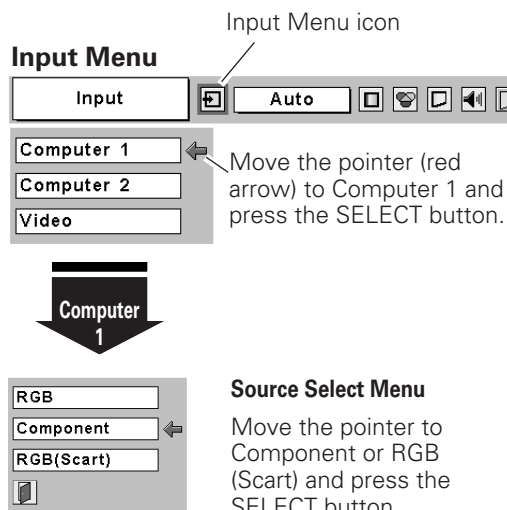 Input Menu icon
Input Menu
Input
Auto
Computer 1
Computer 2
Video
Move the pointer (red
arrow) to Computer 1 and
press the SELECT button.
Computer
1
RGB
Component
RGB(Scart)
Source Select Menu
Move the pointer to
Component or RGB
(Scart) and press the
SELECT button